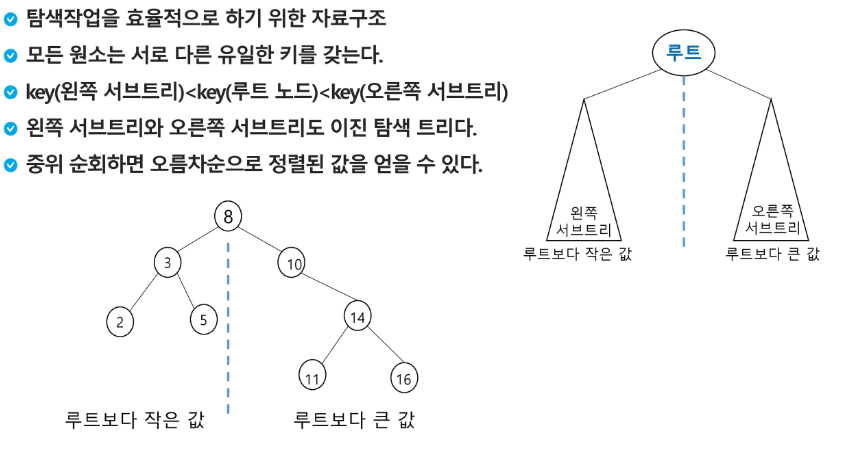 탐색작업을 효율적으로 하기 위한 자료구조
모든 원소는 서로 다른 유일한 키를 갖는다.
key(왼쪽 서브트리)<key(루트 노드)<key(오른쪽 서브트리)
왼쪽 서브트리와 오른쪽 서브트리도 이진 탐색 트리다.
중위 순회하면 오름차순으로 정렬된 값을 얻을 수 있다.
루트
왼쪽
서브트리
오른쪽
서브트리
루트보다 작은 값
루트보다 큰 값
8
3
10
2
5
14
11
16
루트보다 작은 값
루트보다 큰 값